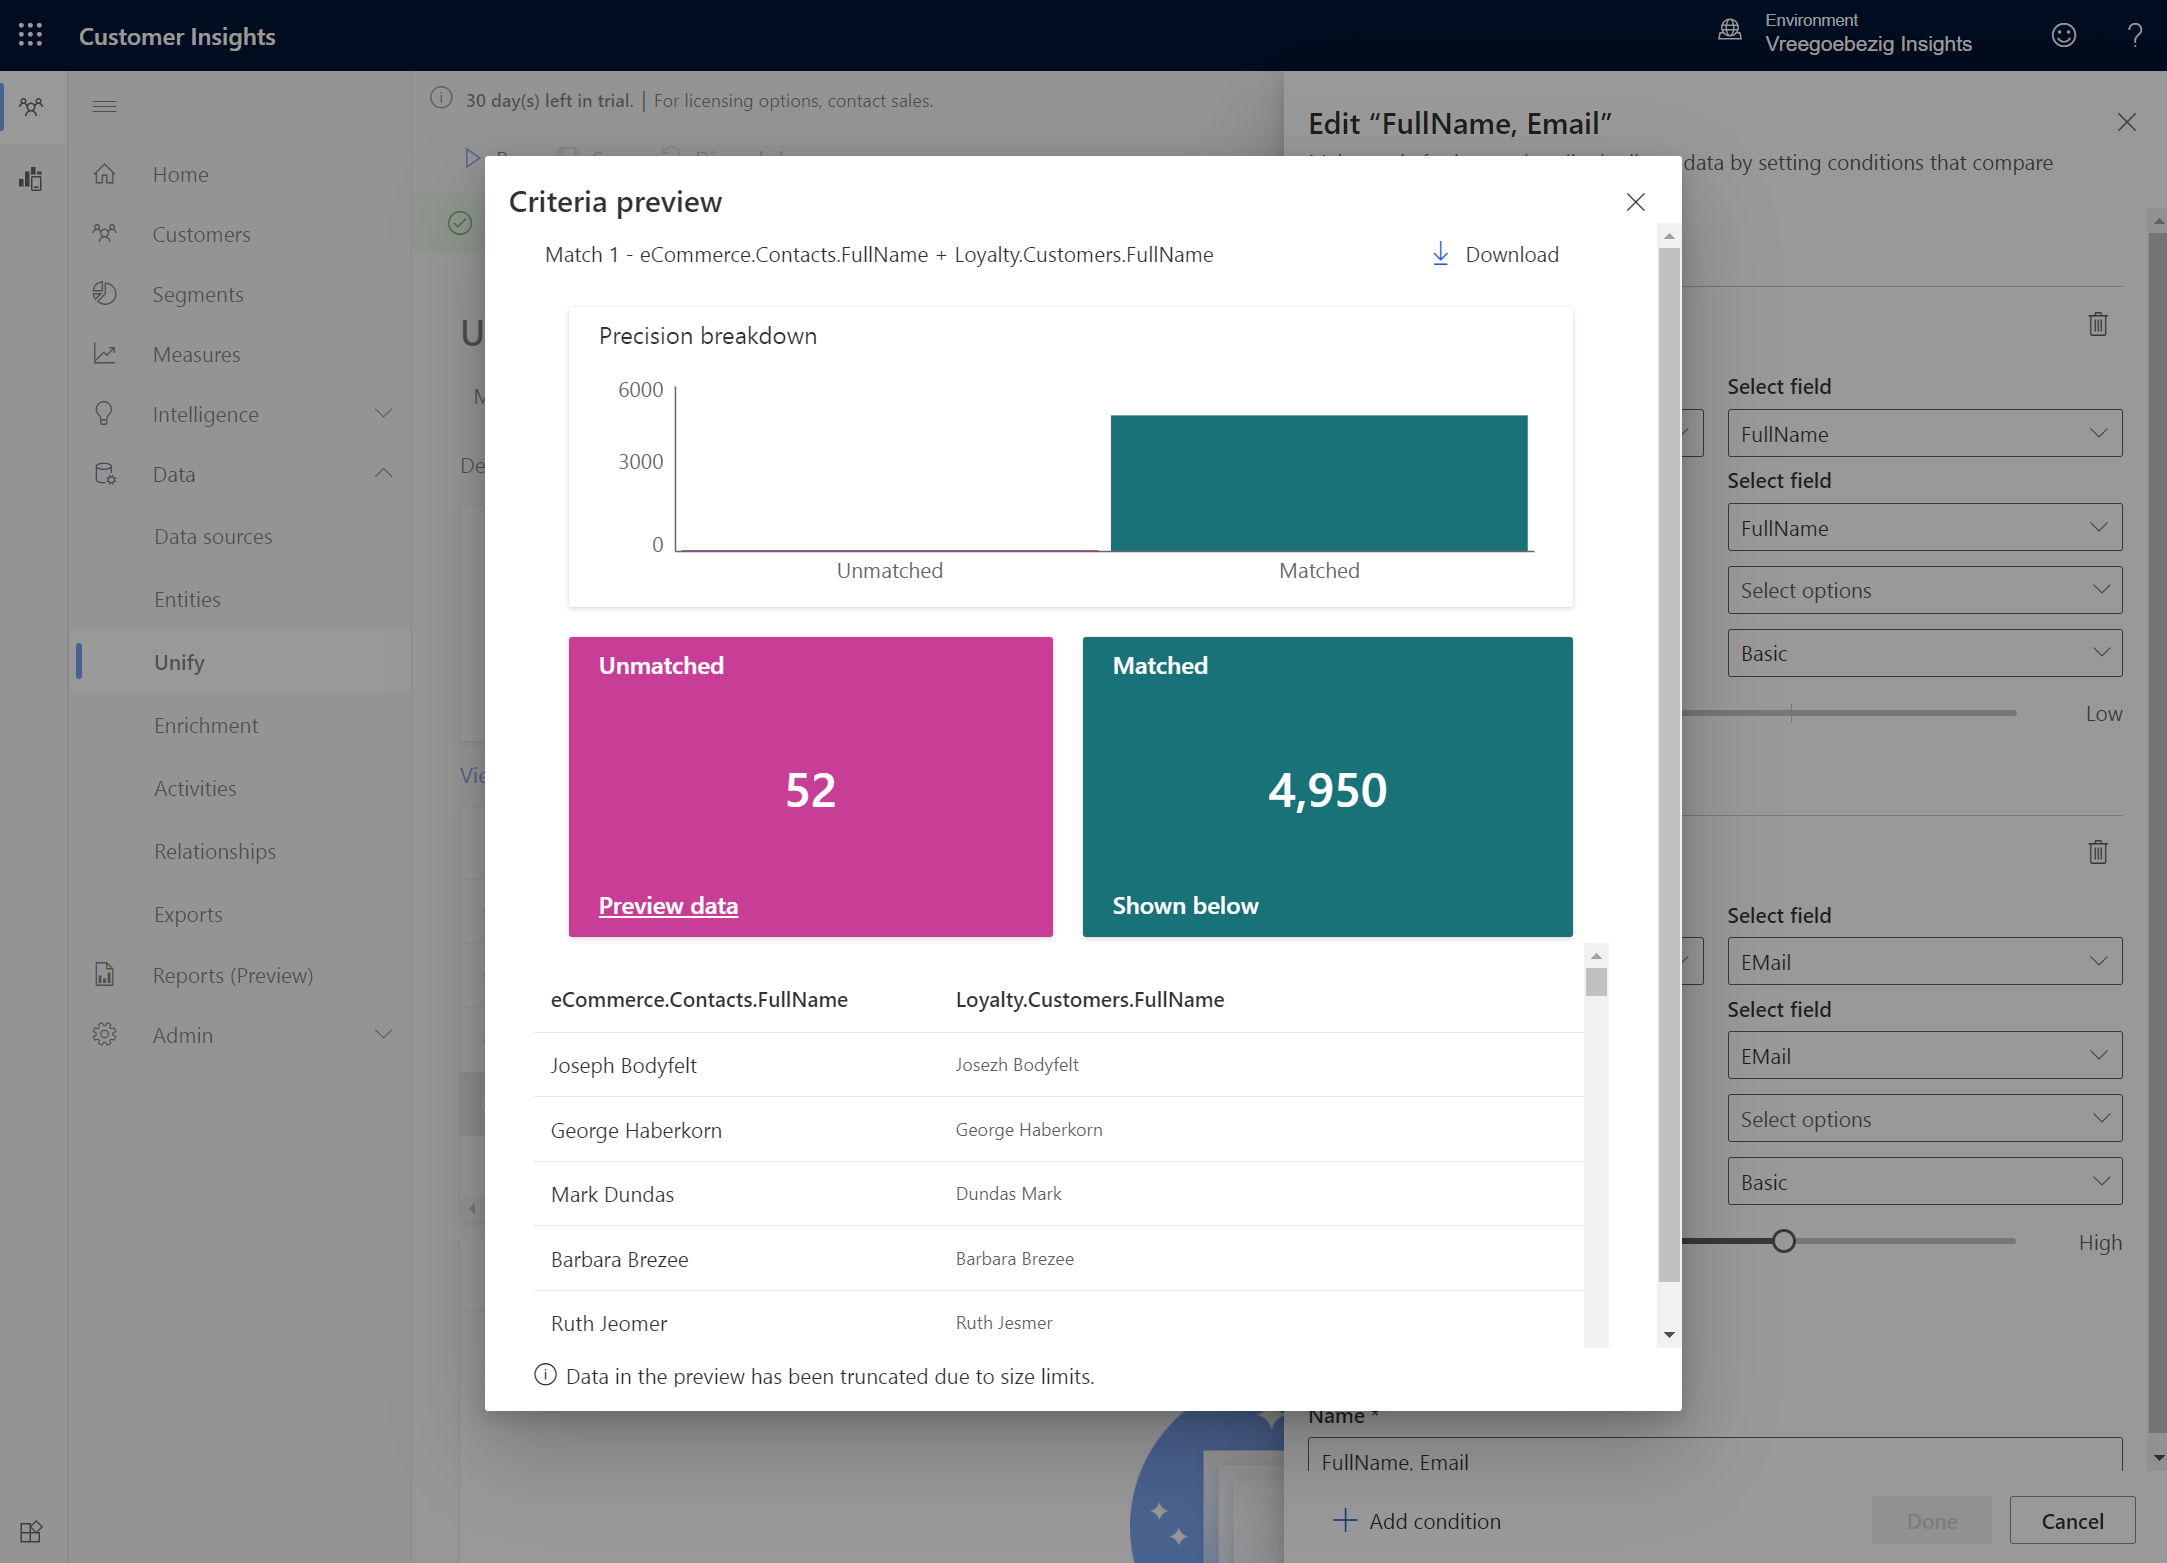 Customer Insights
Environment
Vreegoebezig Insights
?
30 day(s) left in trial. | For licensing options, contact sales.
Home
Customers
Segments
Measures
Intelligence
Data
Data sources
Entities
Unify
Enrichment
Activities
Relationships
Exports
Reports (Preview)
Admin
Criteria preview
Match 1 - eCommerce.Contacts.FullName + Loyalty.Customers.FullName
Download
Precision breakdown
6000
3000
0
Unmatched
Matched
Unmatched
52
Preview data
Matched
4,950
Shown below
eCommerce.Contacts.FullName
Loyalty.Customers.FullName
Joseph Bodyfelt
Josezh Bodyfelt
George Haberkorn
George Haberkorn
Mark Dundas
Dundas Mark
Barbara Brezee
Barbara Brezee
Ruth Jeomer
Ruth Jesmer
Data in the preview has been truncated due to size limits.
Edit “FullName, Email”
data by setting conditions that compare
Select field
FullName
Select field
FullName
Select options
Basic
Low
Select field
EMail
Select field
EMail
Select options
Basic
High
Name *
FullName, Email
Add condition
Done
Cancel